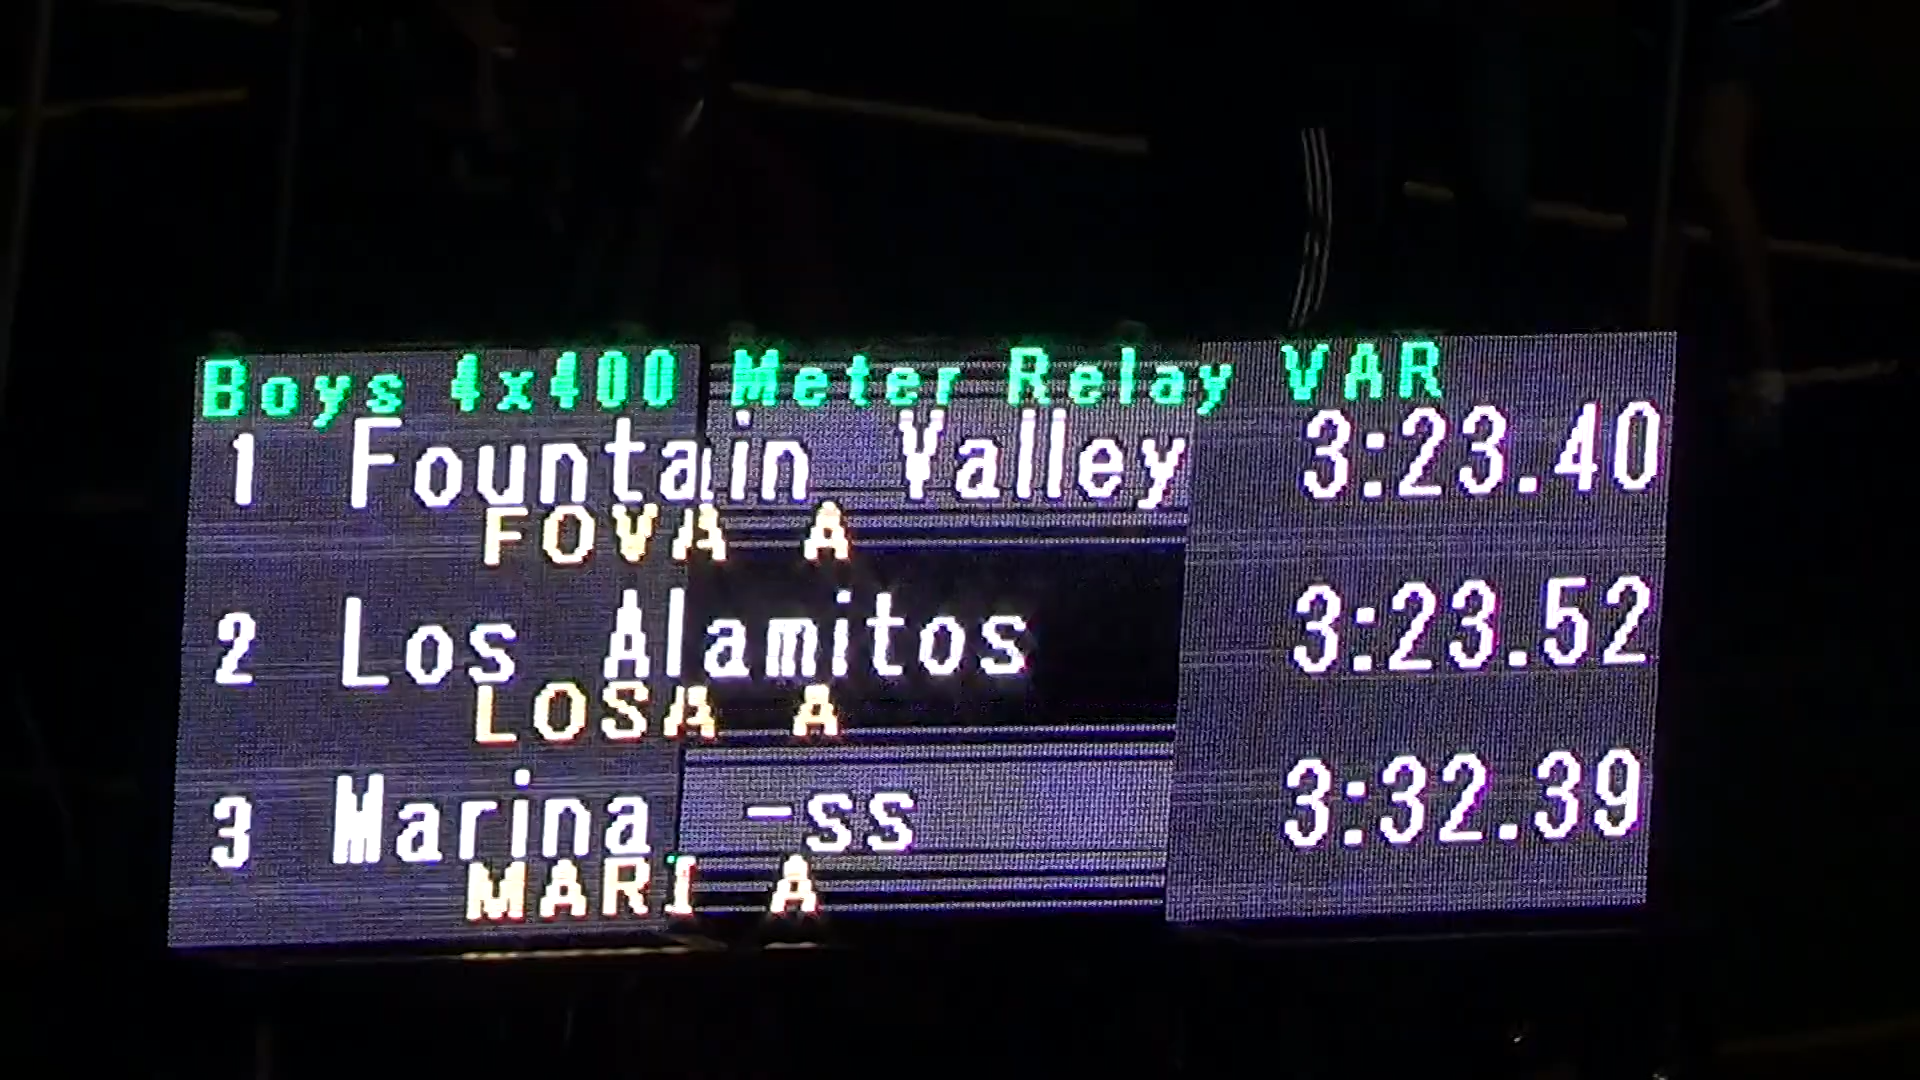 Boys 4x400 Meter Relay VAR
1 Fountain Valley 3:23.40
FOVA A
2 Los Alamitos 3:23.52
LOSA A
3 Marina -ss 3:32.39
MARI A